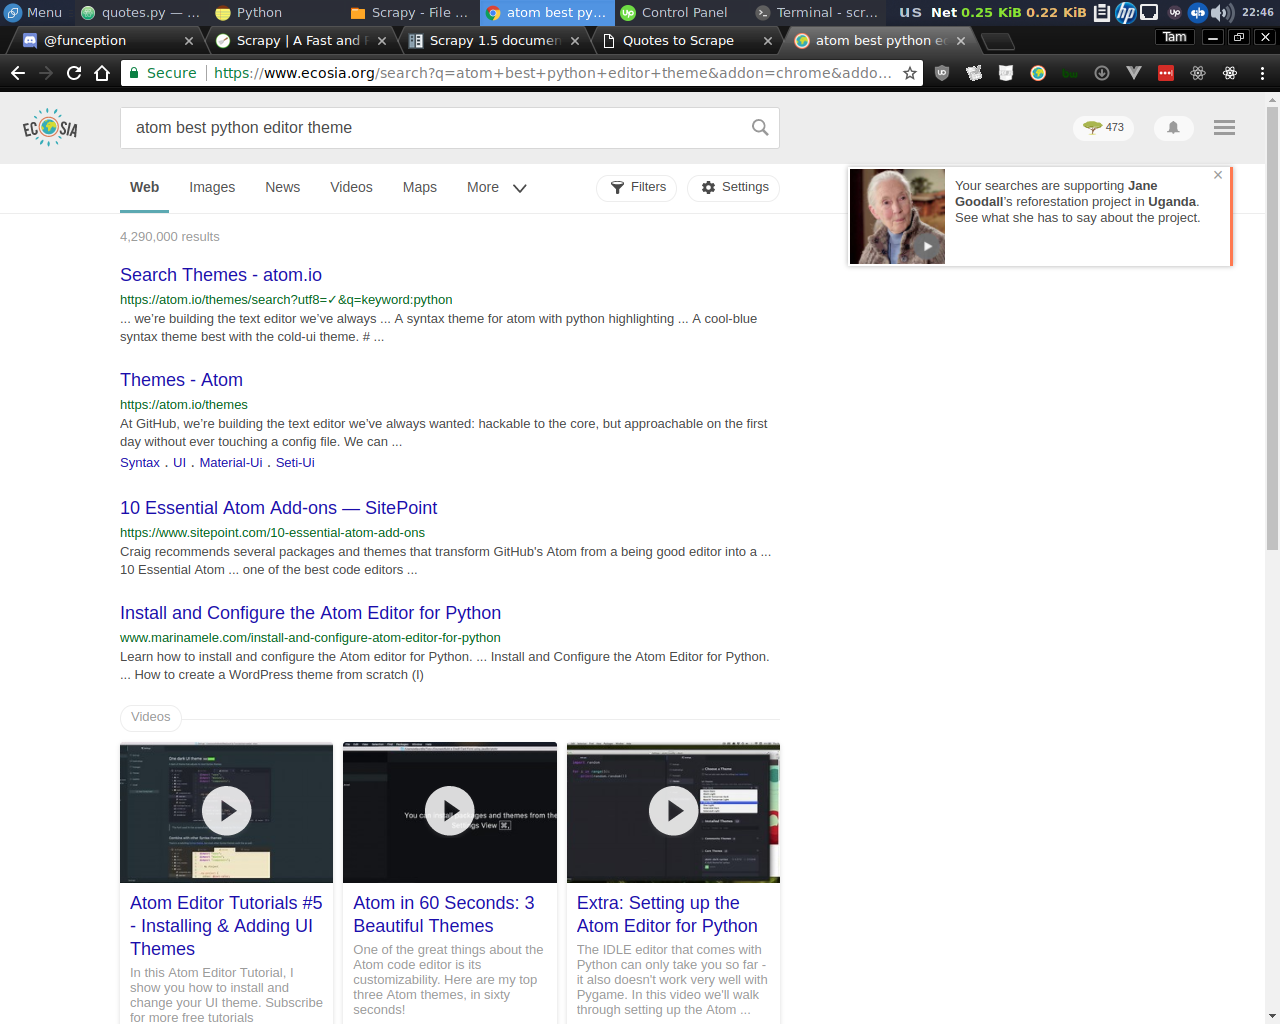 Menu
quotes.py — ...
Python
Scrapy - File ...
atom best py...
Control Panel
Terminal - scr...
us
Net 0.25 KiB 0.22 KiB
22:46
@funception
Scrapy | A Fast and
Scrapy 1.5 documen
Quotes to Scrape
atom best python ed
Tam
Secure
https://www.ecosia.org/search?q=atom+best+python+editor+theme&addon=chrome&addo...
ECOSIA
atom best python editor theme
473
Web
Images
News
Videos
Maps
More
Filters
Settings
Your searches are supporting Jane
Goodall's reforestation project in Uganda.
See what she has to say about the project.
4,290,000 results
Search Themes - atom.io
https://atom.io/themes/search?utf8=✓&q=keyword:python
... we're building the text editor we've always ... A syntax theme for atom with python highlighting ... A cool-blue
syntax theme best with the cold-ui theme. # ...
Themes - Atom
https://atom.io/themes
At GitHub, we're building the text editor we've always wanted: hackable to the core, but approachable on the first
day without ever touching a config file. We can ...
Syntax . UI . Material-Ui . Seti-Ui
10 Essential Atom Add-ons — SitePoint
https://www.sitepoint.com/10-essential-atom-add-ons
Craig recommends several packages and themes that transform GitHub's Atom from a being good editor into a ...
10 Essential Atom ... one of the best code editors ...
Install and Configure the Atom Editor for Python
www.marinamele.com/install-and-configure-atom-editor-for-python
Learn how to install and configure the Atom editor for Python. ... Install and Configure the Atom Editor for Python.
... How to create a WordPress theme from scratch (I)
Videos
You can install packages and themes from the
Settings View
Atom Editor Tutorials #5
- Installing & Adding UI
Themes
In this Atom Editor Tutorial, I
show you how to install and
change your UI theme. Subscribe
for more free tutorials
Atom in 60 Seconds: 3
Beautiful Themes
One of the great things about the
Atom code editor is its
customizability. Here are my top
three Atom themes, in sixty
seconds!
Extra: Setting up the
Atom Editor for Python
The IDLE editor that comes with
Python can only take you so far -
it also doesn't work very well with
Pygame. In this video we'll walk
through setting up the Atom ...